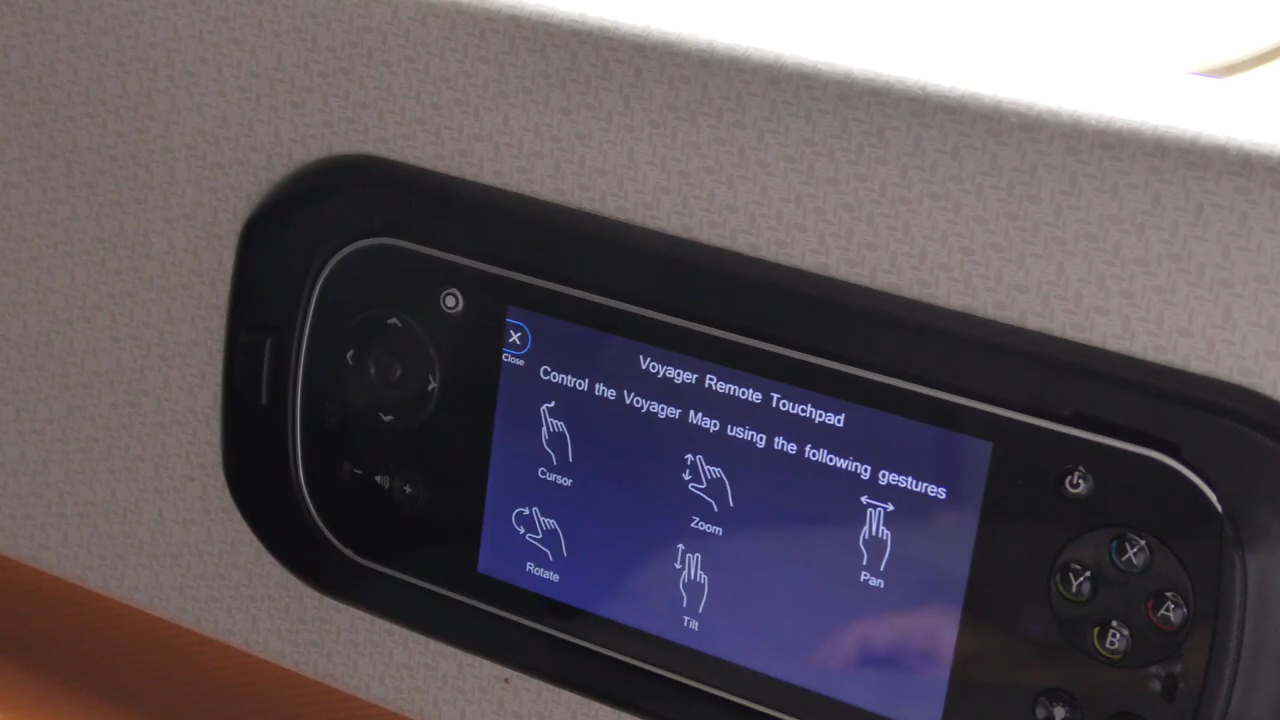 Close
Voyager Remote Touchpad
Control the Voyager Map using the following gestures
Cursor
Zoom
Pan
Rotate
Tilt
X
Y
A
B